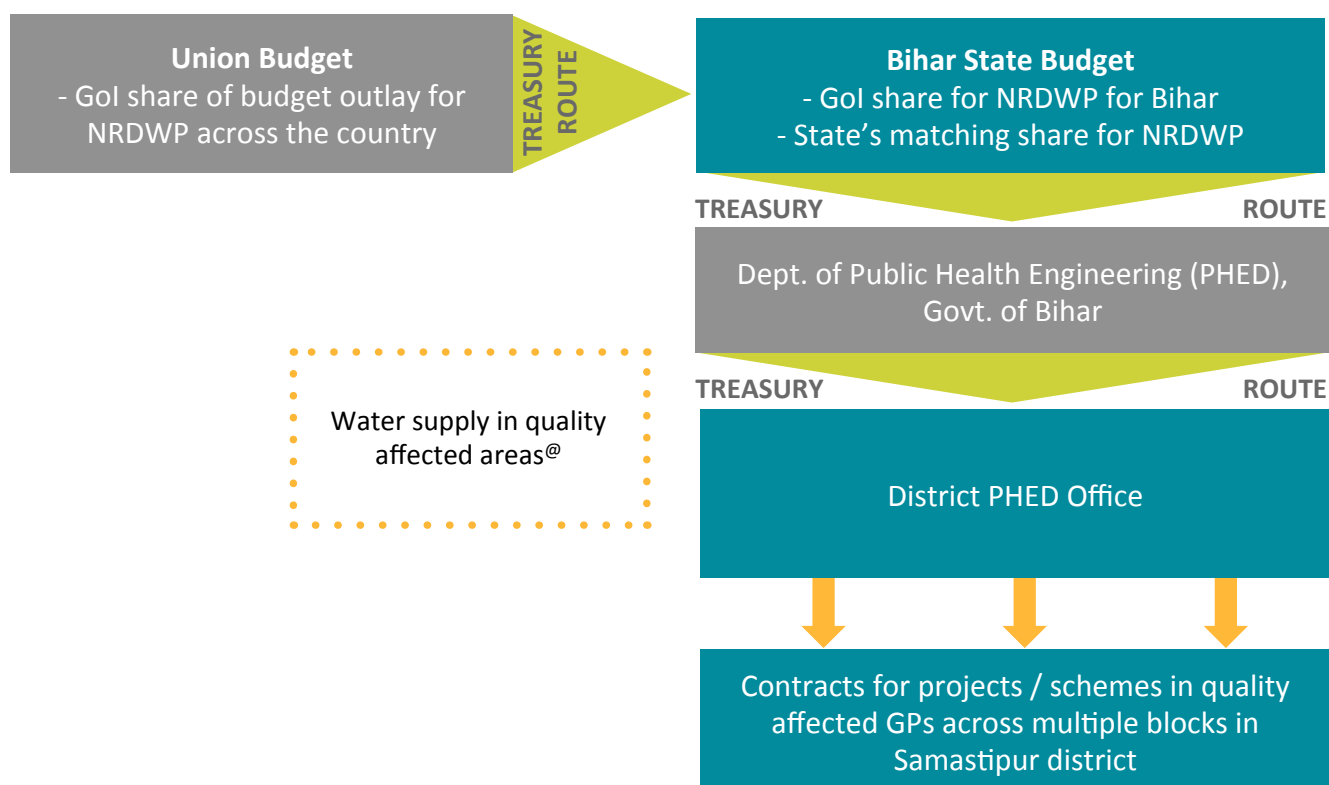 Union Budget
- GoI share of budget outlay for
NRDWP across the country
TREASURY
ROUTE
Bihar State Budget
- GoI share for NRDWP for Bihar
- State’s matching share for NRDWP
TREASURY ROUTE
Dept. of Public Health Engineering (PHED),
Govt. of Bihar
TREASURY ROUTE
Water supply in quality
affected areas@
District PHED Office
Contracts for projects / schemes in quality
affected GPs across multiple blocks in
Samastipur district